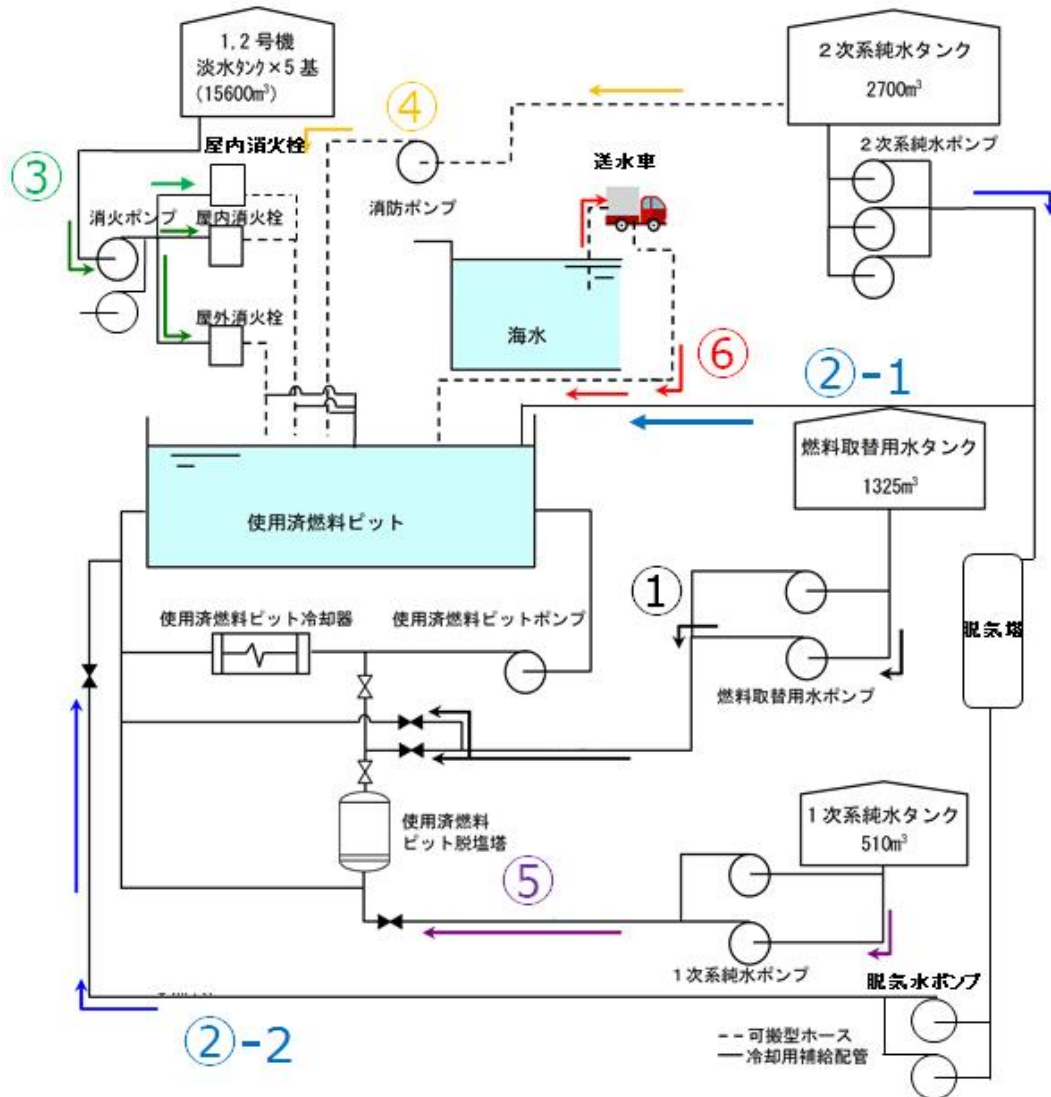 1,2号機
淡水ﾀﾝｸ×5基
(15600m³)
2次系純水タンク
2700m³
④
屋内消火栓
送水車
2次系純水ポンプ
③
消防ポンプ
消火ポンプ
屋内消火栓
屋外消火栓
海水
⑥
②-1
燃料取替用水タンク
1325m³
使用済燃料ピット
①
使用済燃料ピット冷却器
使用済燃料ピットポンプ
脱気塔
燃料取替用水ポンプ
1次系純水タンク
510m³
使用済燃料
ピット脱塩塔
⑤
1次系純水ポンプ
脱気水ポンプ
②-2
-- 可搬型ホース
― 冷却用補給配管